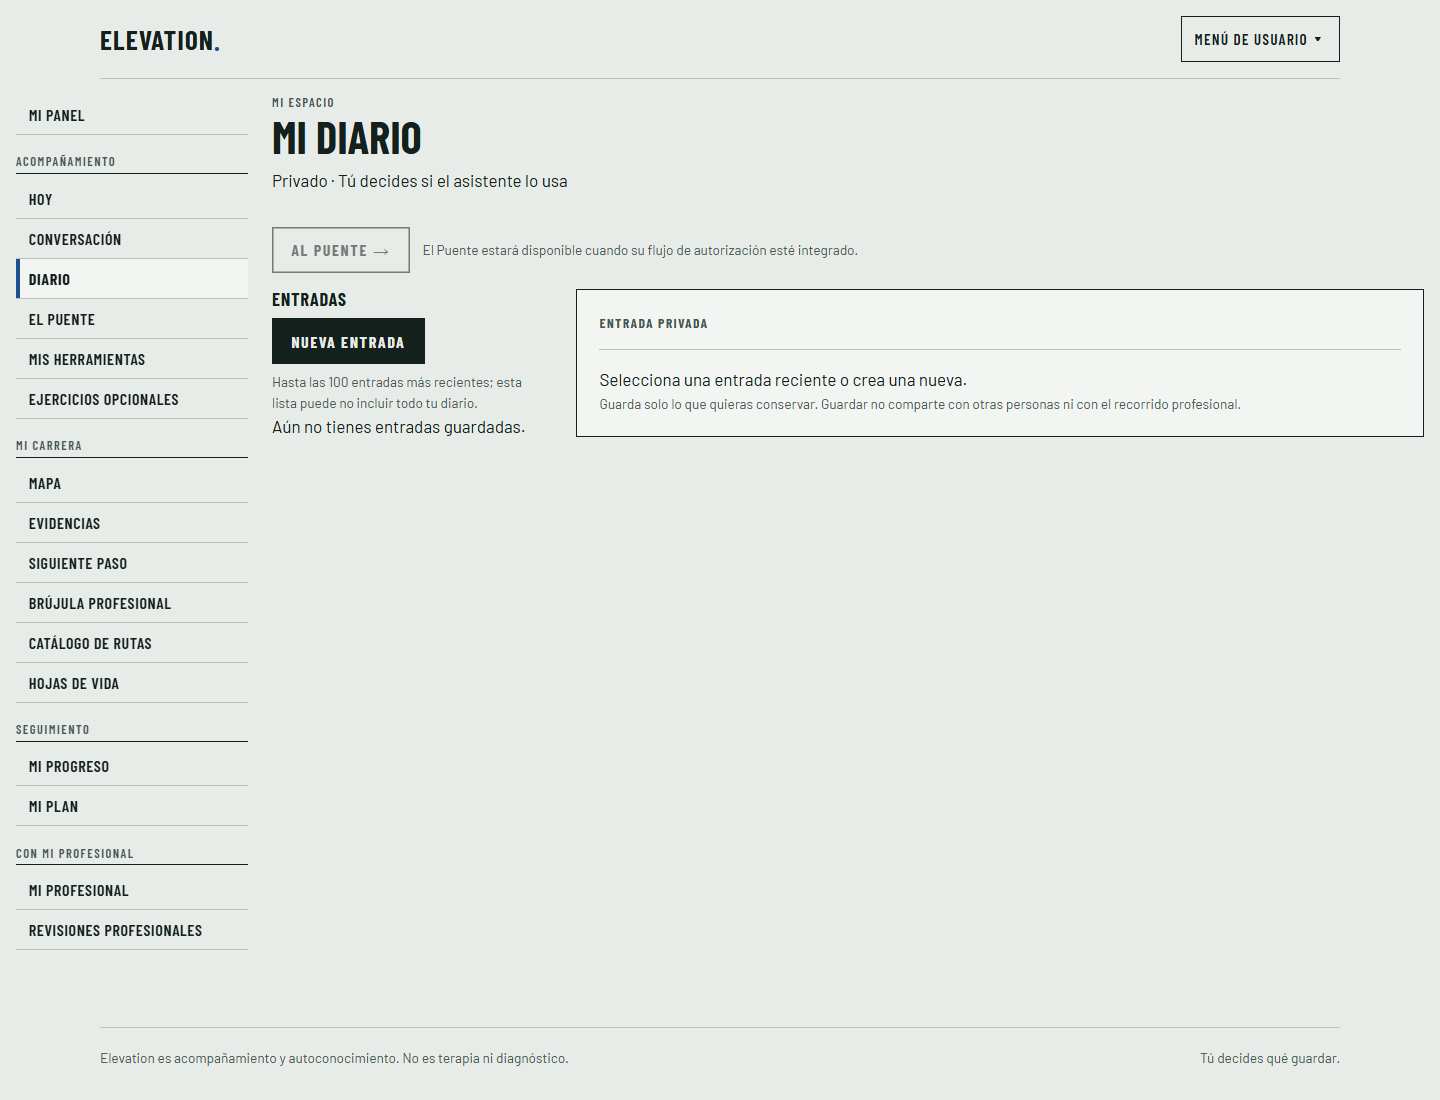 ELEVATION.
MENÚ DE USUARIO
MI PANEL
ACOMPAÑAMIENTO
HOY
CONVERSACIÓN
DIARIO
EL PUENTE
MIS HERRAMIENTAS
EJERCICIOS OPCIONALES
MI CARRERA
MAPA
EVIDENCIAS
SIGUIENTE PASO
BRÚJULA PROFESIONAL
CATÁLOGO DE RUTAS
HOJAS DE VIDA
SEGUIMIENTO
MI PROGRESO
MI PLAN
CON MI PROFESIONAL
MI PROFESIONAL
REVISIONES PROFESIONALES
MI ESPACIO
MI DIARIO
Privado · Tú decides si el asistente lo usa
AL PUENTE →
El Puente estará disponible cuando su flujo de autorización esté integrado.
ENTRADAS
NUEVA ENTRADA
Hasta las 100 entradas más recientes; esta
lista puede no incluir todo tu diario.
Aún no tienes entradas guardadas.
ENTRADA PRIVADA
Selecciona una entrada reciente o crea una nueva.
Guarda solo lo que quieras conservar. Guardar no comparte con otras personas ni con el recorrido profesional.
Elevation es acompañamiento y autoconocimiento. No es terapia ni diagnóstico.
Tú decides qué guardar.